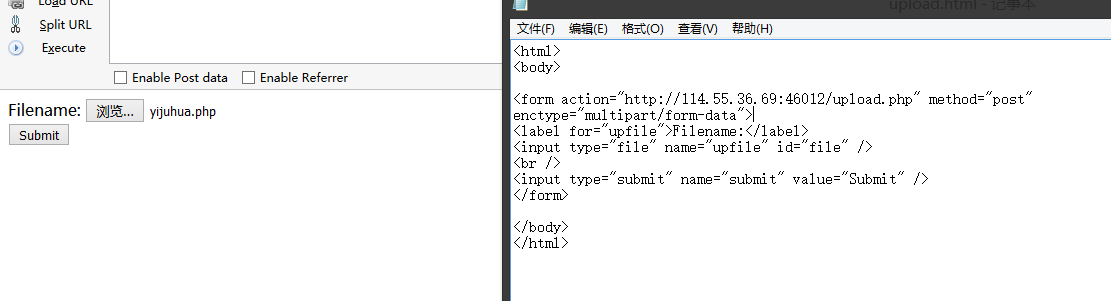 Load URL
Split URL
Execute
Enable Post data
Enable Referrer
Filename:
浏览...
yijuhua.php
Submit
upload.html - 记事本
文件(F) 编辑(E) 格式(O) 查看(V) 帮助(H)
<html>
<body>
<form action="http://114.55.36.69:46012/upload.php" method="post"
enctype="multipart/form-data">
<label for="upfile">Filename:</label>
<input type="file" name="upfile" id="file" />
<br />
<input type="submit" name="submit" value="Submit" />
</form>
</body>
</html>